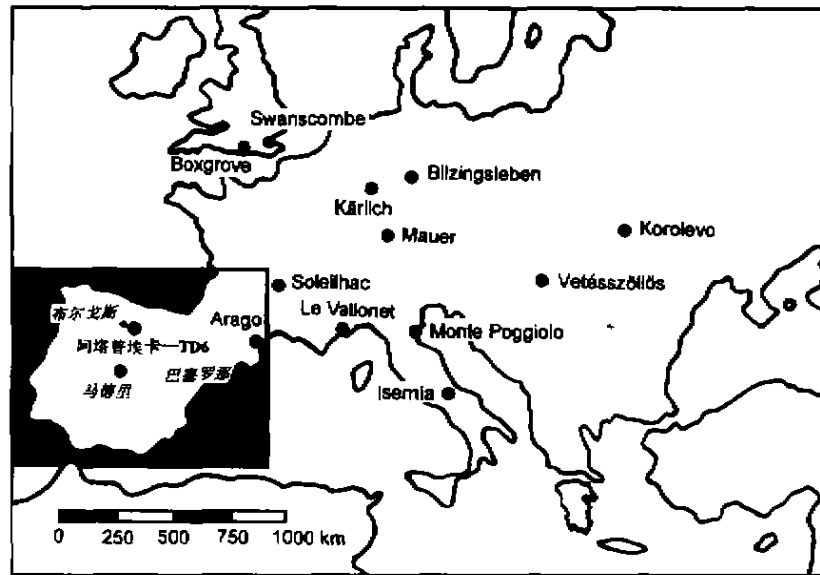 Swanscombe
Boxgrove
Bilzingsleben
Kärlich
Mauer
Korolevo
Soleilhac
Vetásszöllös
Le Vallonet
布尔戈斯
Arago
Monte Poggiolo
阿塔普埃卡—TD6
巴塞罗那
马德里
Isernia
0 250 500 750 1000 km